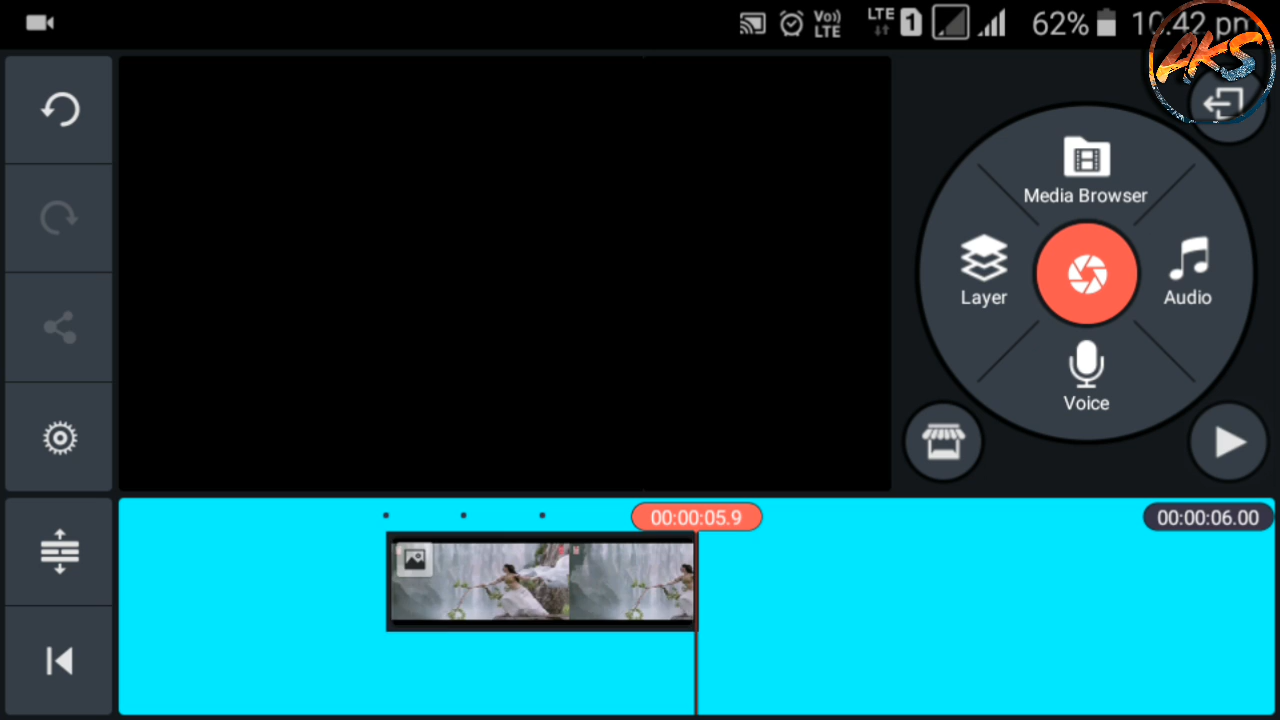 Vo))
LTE
LTE
1
62%
10.42 pm
AKS
Media Browser
Layer
Audio
Voice
00:00:05.9
00:00:06.00